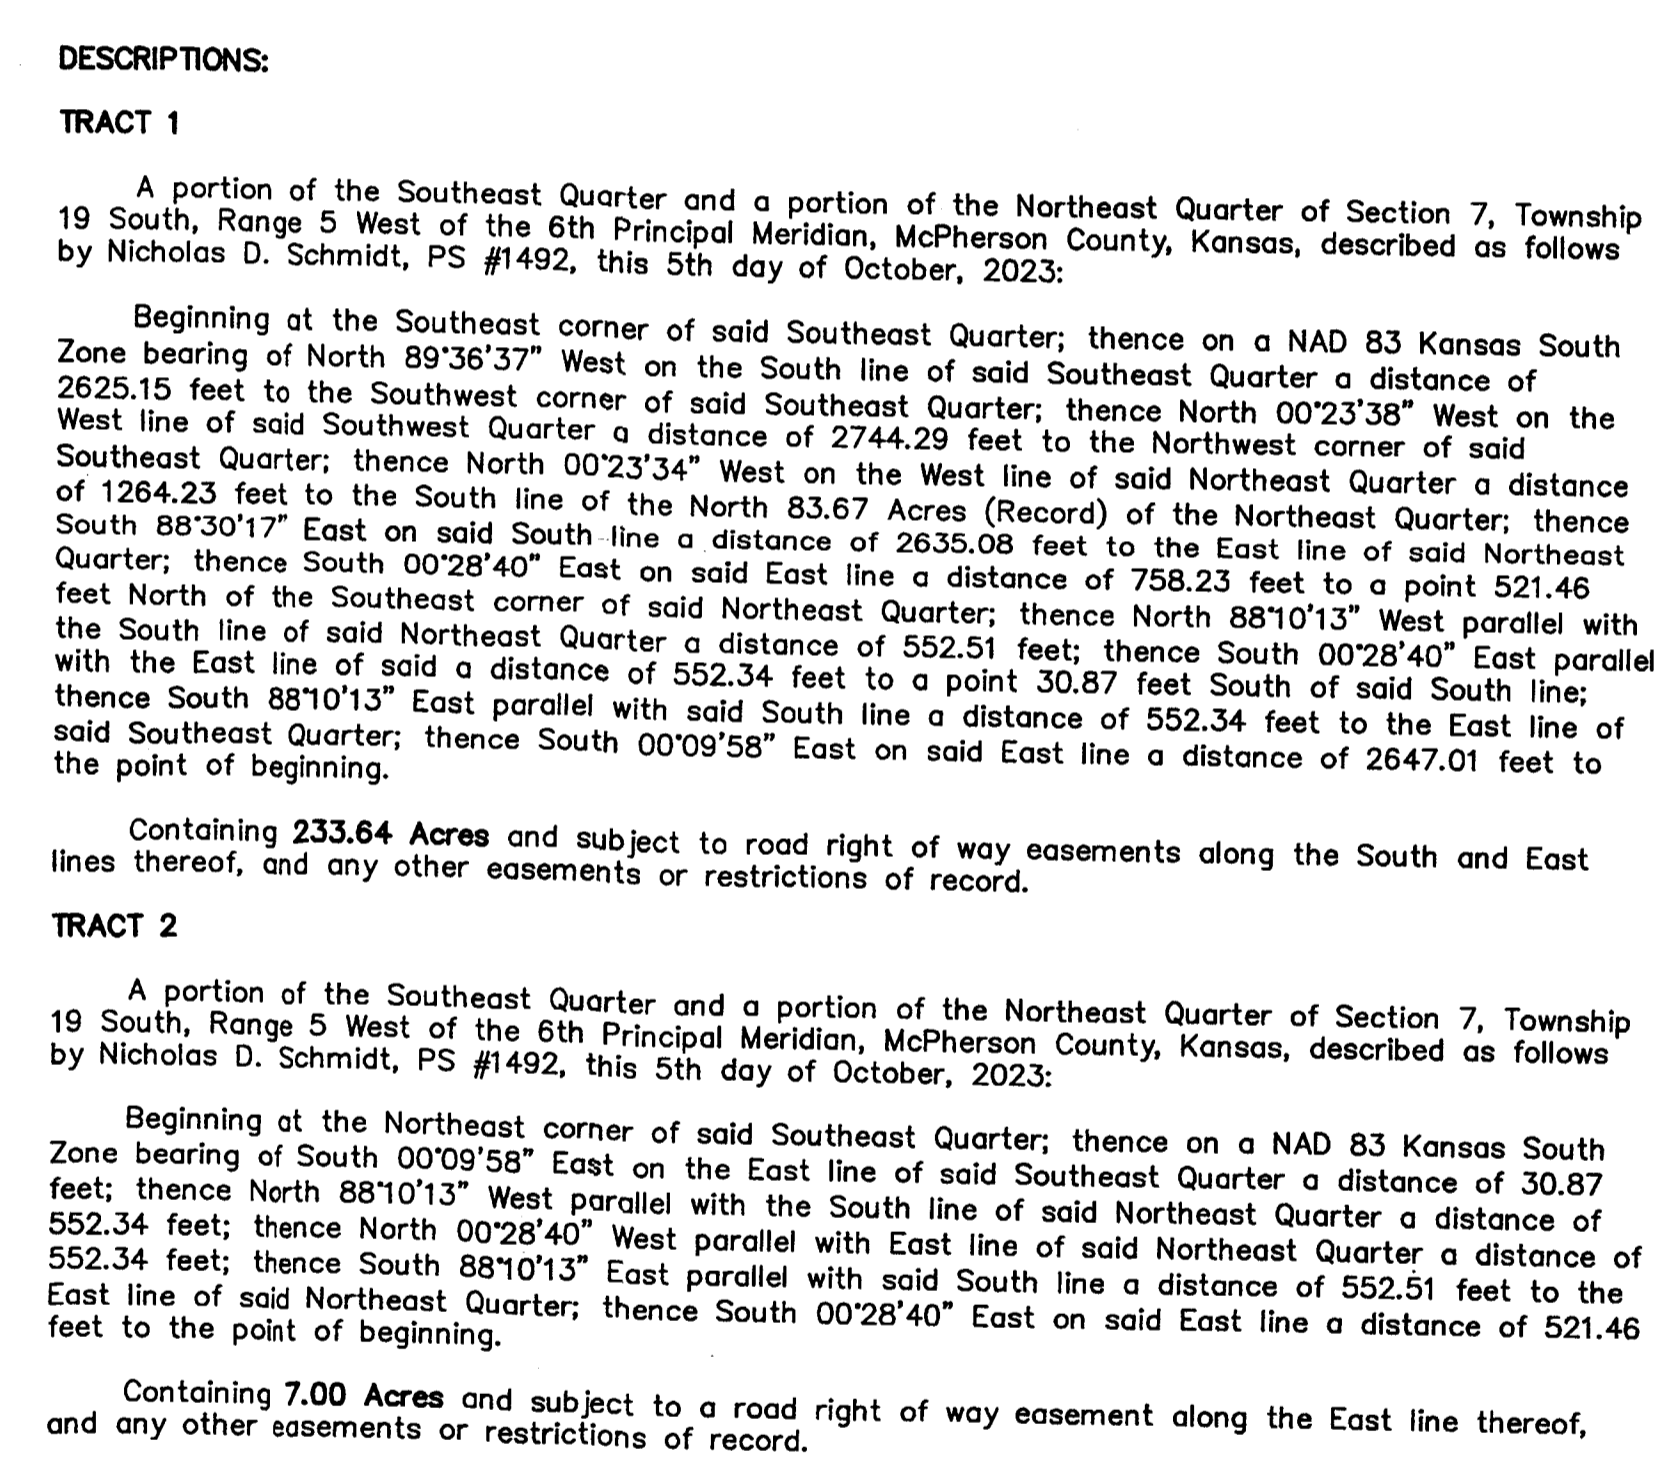 DESCRIPTIONS:
TRACT 1
A portion of the Southeast Quarter and a portion of the Northeast Quarter of Section 7, Township
19 South, Range 5 West of the 6th Principal Meridian, McPherson County, Kansas, described as follows
by Nicholas D. Schmidt, PS #1492, this 5th day of October, 2023:
Beginning at the Southeast corner of said Southeast Quarter; thence on a NAD 83 Kansas South
Zone bearing of North 89°36'37" West on the South line of said Southeast Quarter a distance of
2625.15 feet to the Southwest corner of said Southeast Quarter; thence North 00°23'38" West on the
West line of said Southwest Quarter a distance of 2744.29 feet to the Northwest corner of said
Southeast Quarter; thence North 00°23'34" West on the West line of said Northeast Quarter a distance
of 1264.23 feet to the South line of the North 83.67 Acres (Record) of the Northeast Quarter; thence
South 88°30'17" East on said South line a distance of 2635.08 feet to the East line of said Northeast
Quarter; thence South 00°28'40" East on said East line a distance of 758.23 feet to a point 521.46
feet North of the Southeast corner of said Northeast Quarter; thence North 88°10'13" West parallel with
the South line of said Northeast Quarter a distance of 552.51 feet; thence South 00°28'40" East parallel
with the East line of said a distance of 552.34 feet to a point 30.87 feet South of said South line;
thence South 88°10'13" East parallel with said South line a distance of 552.34 feet to the East line of
said Southeast Quarter; thence South 00°09'58" East on said East line a distance of 2647.01 feet to
the point of beginning.
Containing 233.64 Acres and subject to road right of way easements along the South and East
lines thereof, and any other easements or restrictions of record.
TRACT 2
A portion of the Southeast Quarter and a portion of the Northeast Quarter of Section 7, Township
19 South, Range 5 West of the 6th Principal Meridian, McPherson County, Kansas, described as follows
by Nicholas D. Schmidt, PS #1492, this 5th day of October, 2023:
Beginning at the Northeast corner of said Southeast Quarter; thence on a NAD 83 Kansas South
Zone bearing of South 00°09'58" East on the East line of said Southeast Quarter a distance of 30.87
feet; thence North 88°10'13" West parallel with the South line of said Northeast Quarter a distance of
552.34 feet; thence North 00°28'40" West parallel with East line of said Northeast Quarter a distance of
552.34 feet; thence South 88°10'13" East parallel with said South line a distance of 552.51 feet to the
East line of said Northeast Quarter; thence South 00°28'40" East on said East line a distance of 521.46
feet to the point of beginning.
Containing 7.00 Acres and subject to a road right of way easement along the East line thereof,
and any other easements or restrictions of record.